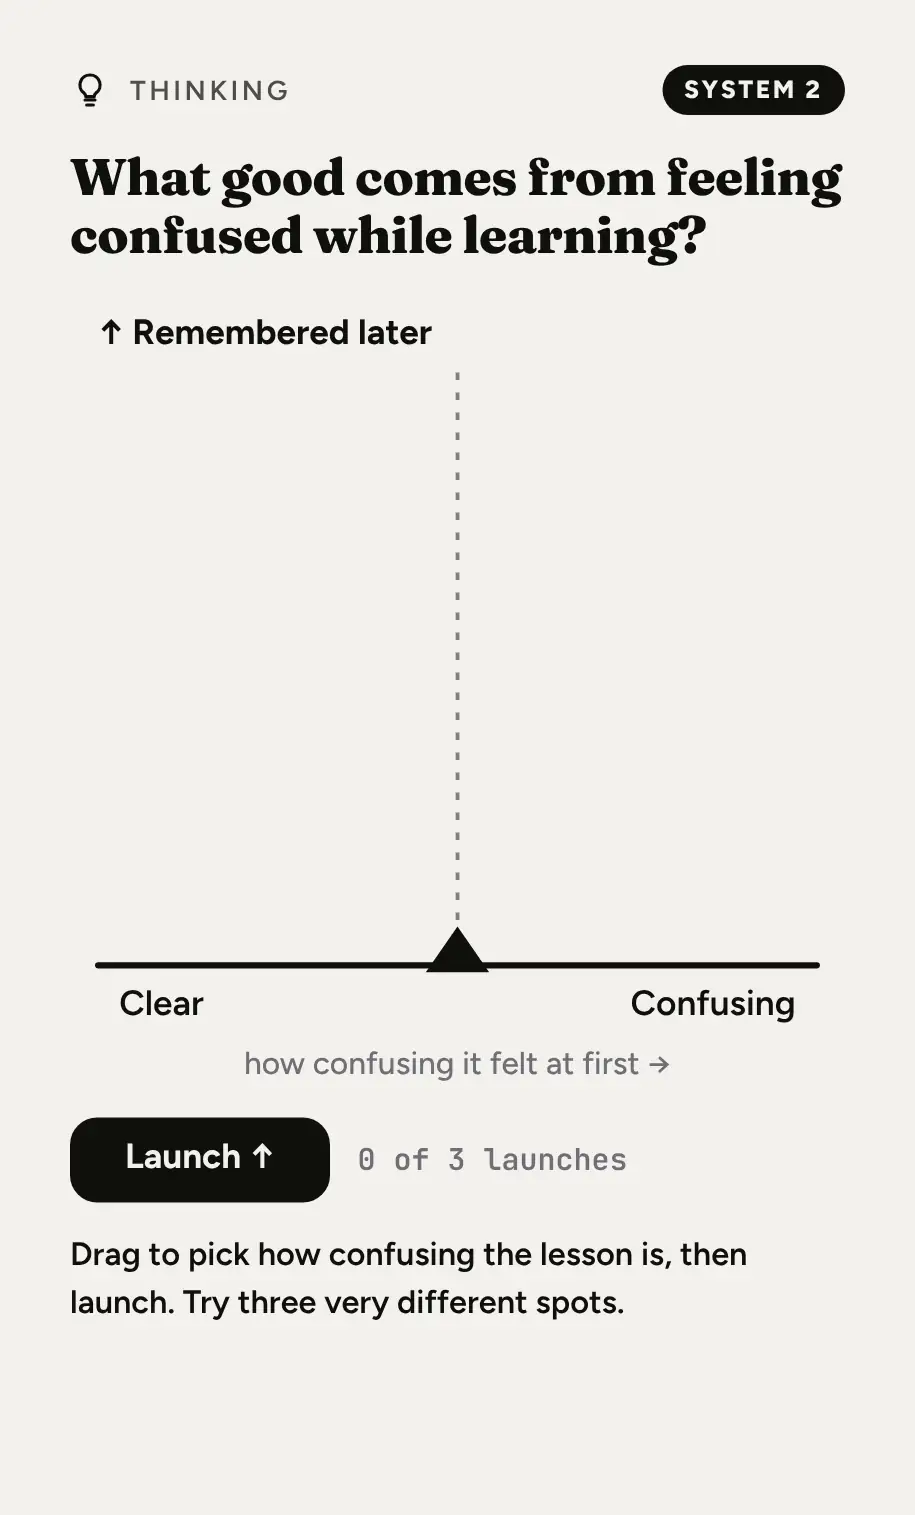 THINKING
SYSTEM 2
What good comes from feeling
confused while learning?
↑ Remembered later
Clear
Confusing
how confusing it felt at first →
Launch ↑
0 of 3 launches
Drag to pick how confusing the lesson is, then
launch. Try three very different spots.